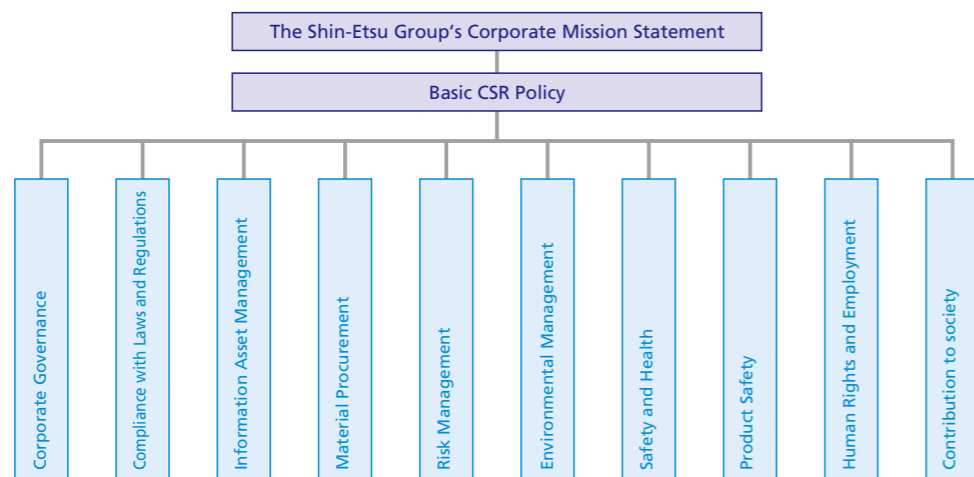 The Shin-Etsu Group’s Corporate Mission Statement
Basic CSR Policy
Corporate Governance
Compliance with Laws and Regulations
Information Asset Management
Material Procurement
Risk Management
Environmental Management
Safety and Health
Product Safety
Human Rights and Employment
Contribution to society